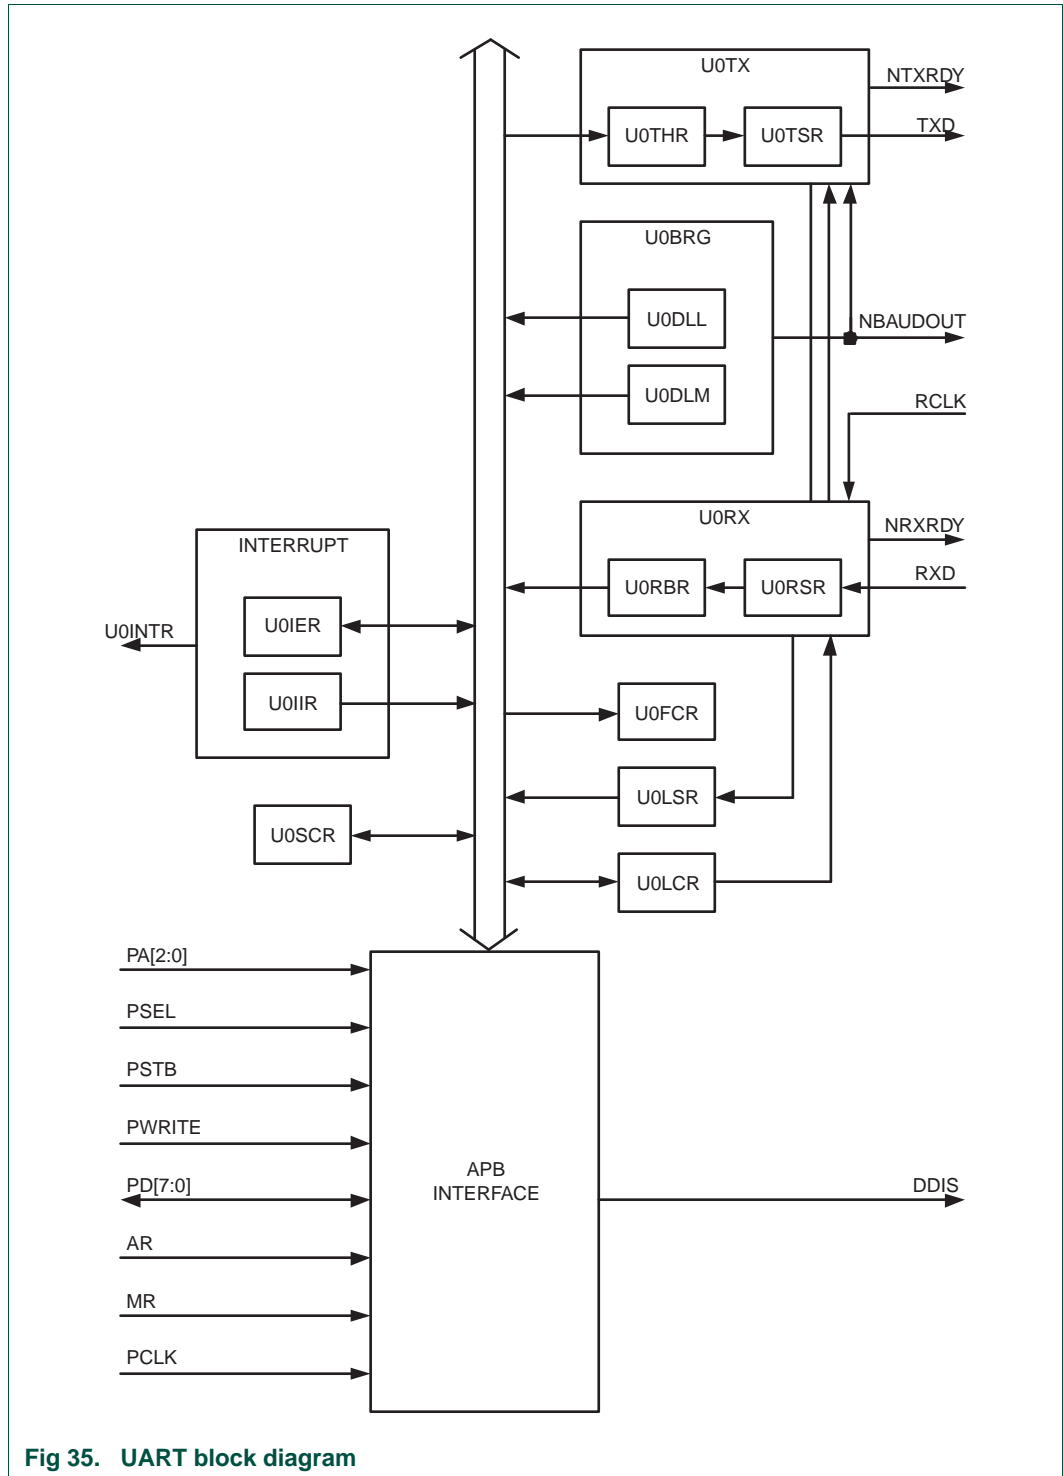 U0TX
NTXRDY
U0THR
U0TSR
TXD
U0BRG
U0DLL
NBAUDOUT
U0DLM
RCLK
U0RX
NRXRDY
INTERRUPT
U0RBR
U0RSR
RXD
U0INTR
U0IER
U0IIR
U0FCR
U0LSR
U0SCR
U0LCR
PA[2:0]
PSEL
PSTB
PWRITE
APB
INTERFACE
PD[7:0]
DDIS
AR
MR
PCLK
Fig 35. UART block diagram